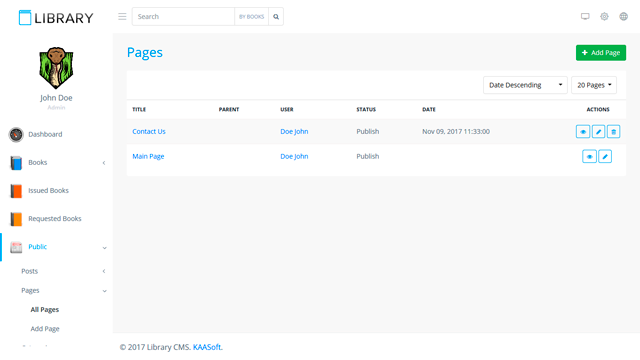 LIBRARY
Search
BY BOOKS
John Doe
Admin
Dashboard
Books
Issued Books
Requested Books
Public
Posts
Pages
All Pages
Add Page
Pages
+ Add Page
Date Descending
20 Pages
TITLE PARENT USER STATUS DATE ACTIONS
Contact Us Doe John Publish Nov 09, 2017 11:33:00
Main Page Doe John Publish
© 2017 Library CMS. KAASoft.